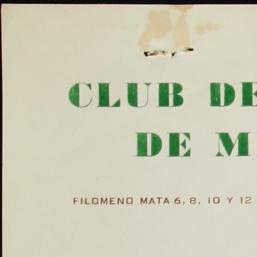 CLUB DE
DE M
FILOMENO MATA 6, 8, 10 Y 12